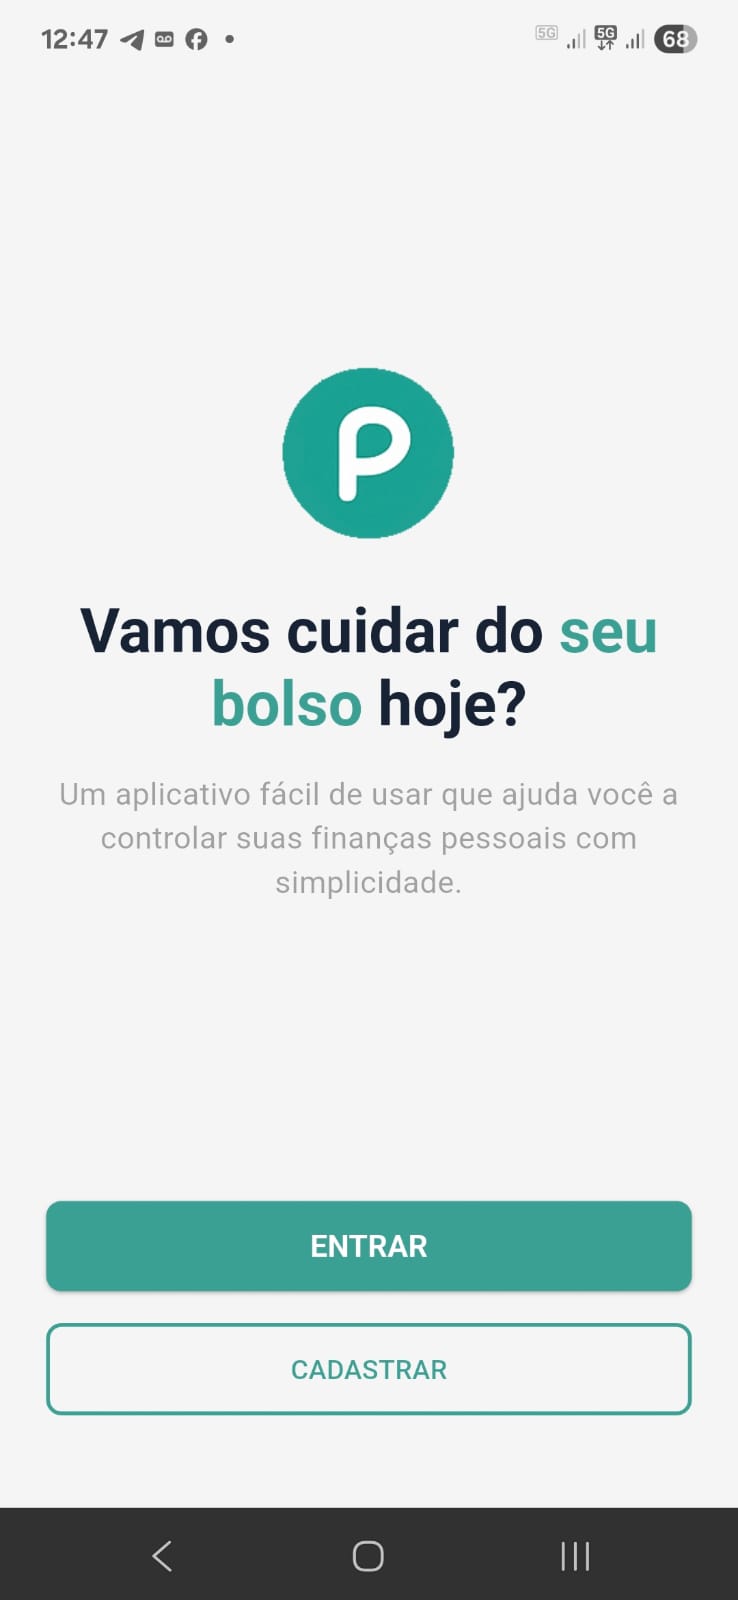 12:47
5G 5G 68
P
Vamos cuidar do seu
bolso hoje?
Um aplicativo fácil de usar que ajuda você a
controlar suas finanças pessoais com
simplicidade.
ENTRAR
CADASTRAR